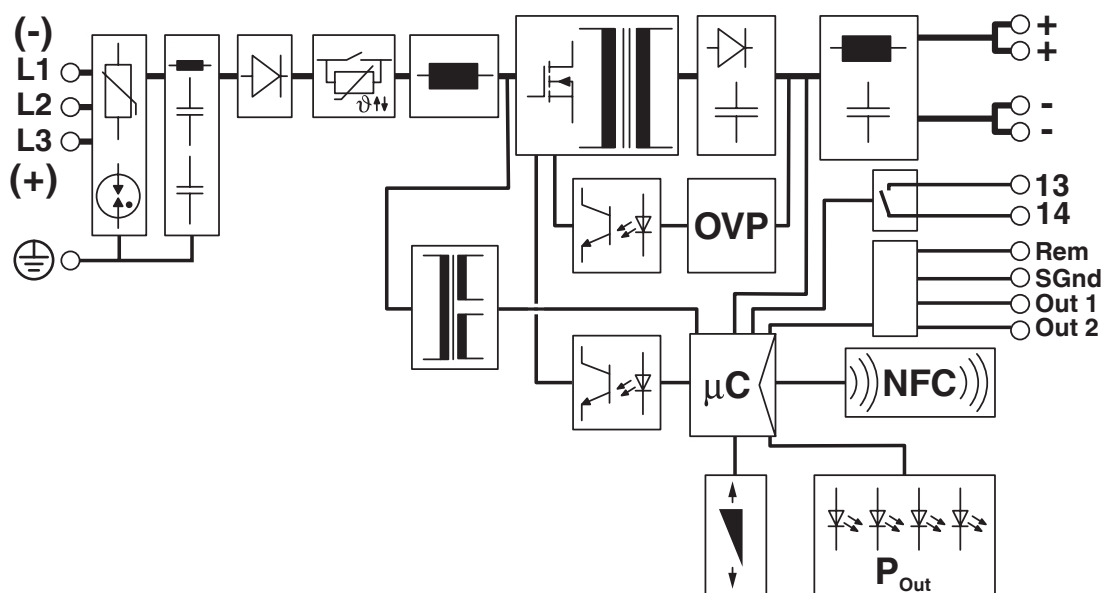 (-)
L1
L2
L3
(+)
ϑ
+
+
-
-
13
14
OVP
Rem
SGnd
Out 1
Out 2
µC
NFC
P Out